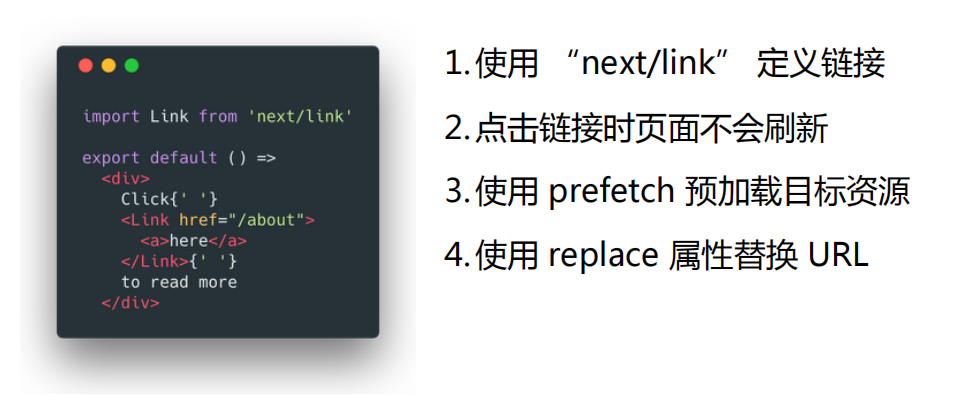 import Link from 'next/link'
export default () =>
<div>
Click{' '}
<Link href="/about">
<a>here</a>
</Link>{' '}
to read more
</div>
1. 使用 “next/link” 定义链接
2. 点击链接时页面不会刷新
3. 使用 prefetch 预加载目标资源
4. 使用 replace 属性替换 URL